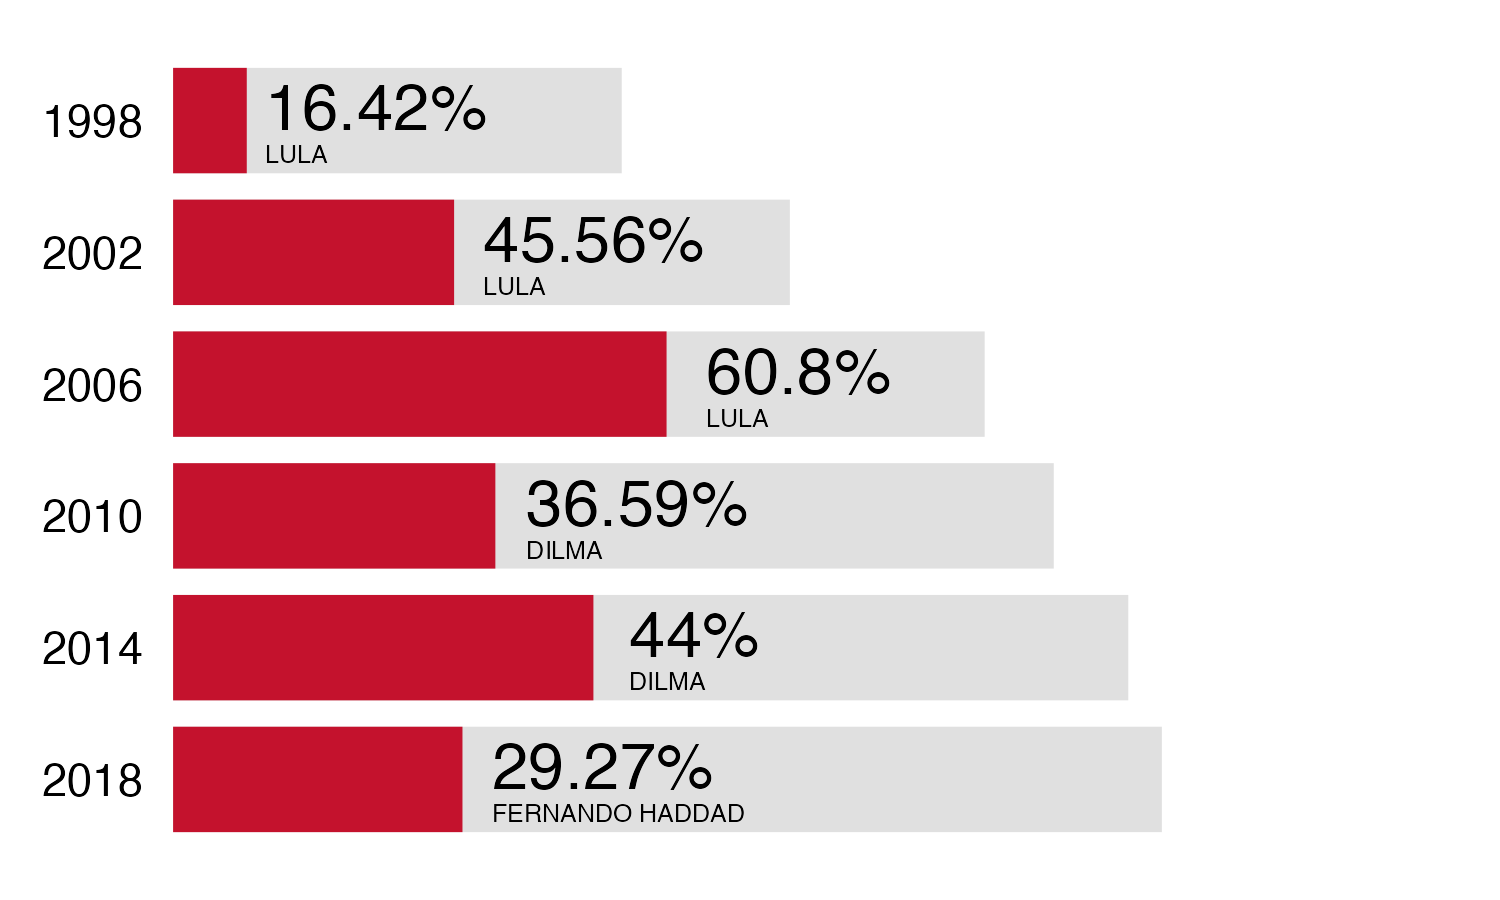 1998
16.42%
LULA
2002
45.56%
LULA
2006
60.8%
LULA
2010
36.59%
DILMA
2014
44%
DILMA
2018
29.27%
FERNANDO HADDAD